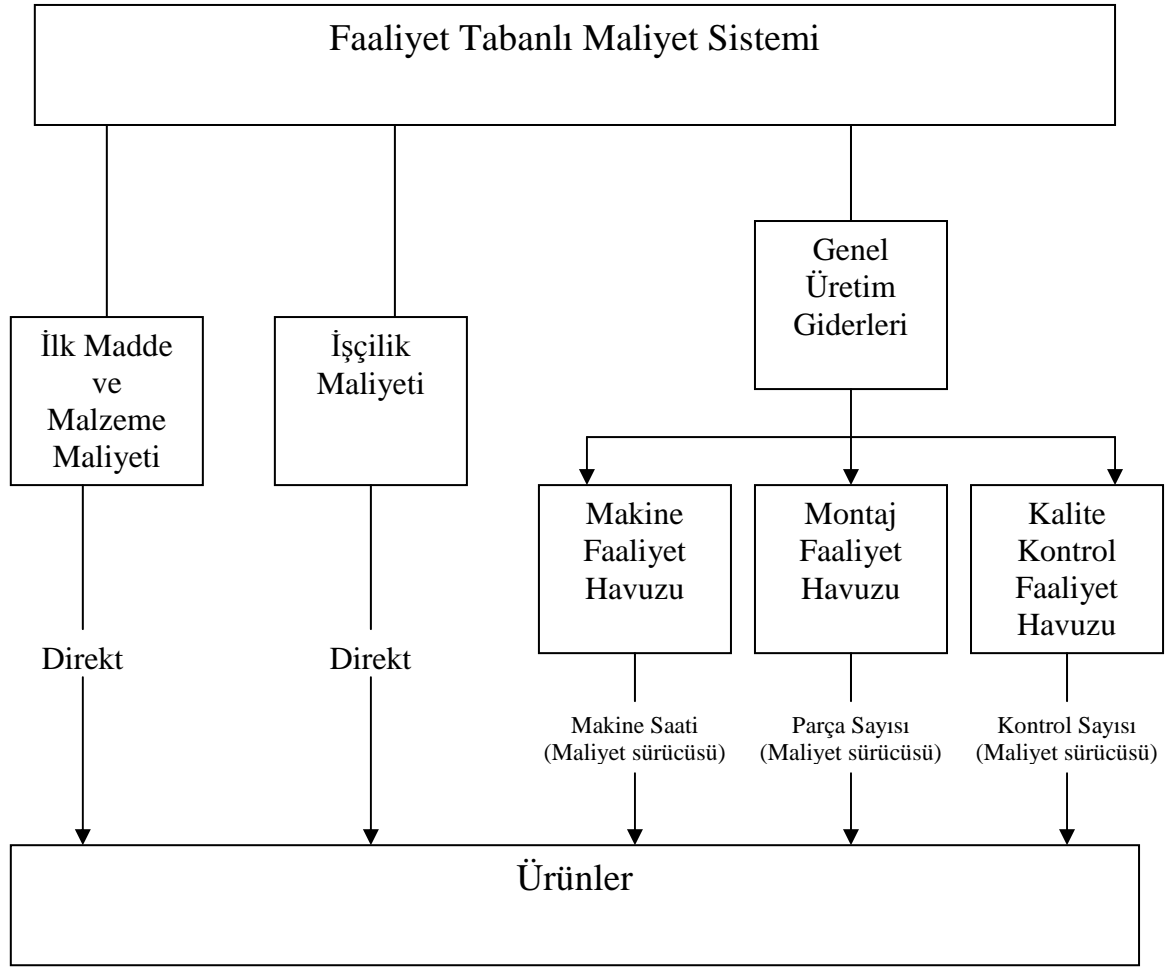 Faaliyet Tabanlı Maliyet Sistemi
Genel
Üretim
Giderleri
İlk Madde
ve
Malzeme
Maliyeti
İşçilik
Maliyeti
Makine
Faaliyet
Havuzu
Montaj
Faaliyet
Havuzu
Kalite
Kontrol
Faaliyet
Havuzu
Direkt
Direkt
Makine Saati
(Maliyet sürücüsü)
Parça Sayısı
(Maliyet sürücüsü)
Kontrol Sayısı
(Maliyet sürücüsü)
Ürünler